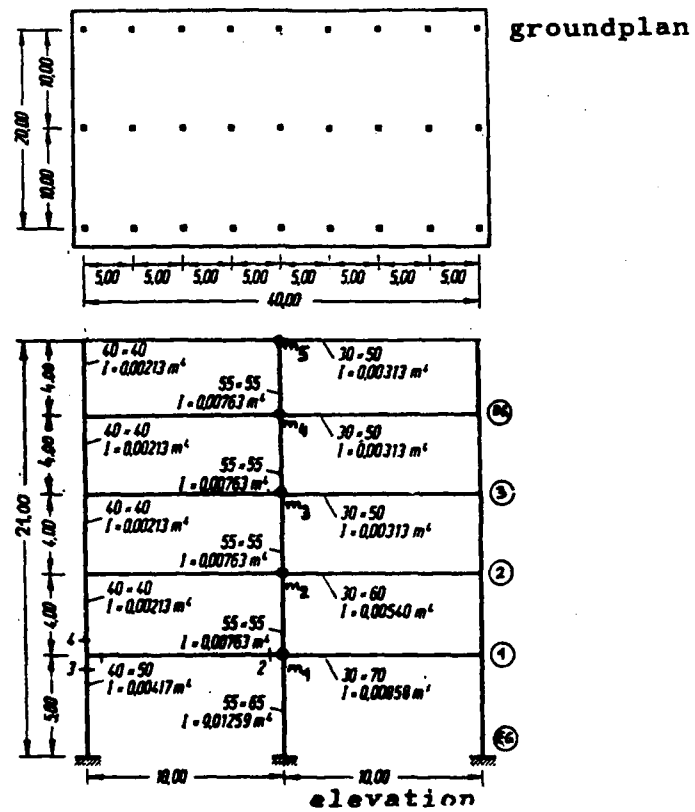 groundplan
10,00
20,00
10,00
5,00 5,00 5,00 5,00 5,00 5,00 5,00 5,00
40,00
40 × 40
I = 0,00213 m⁴
m5
30 × 50
I = 0,00313 m⁴
4,00
55 × 55
I = 0,00763 m⁴
m4
40 × 40
I = 0,00213 m⁴
30 × 50
I = 0,00313 m⁴
4,00
55 × 55
I = 0,00763 m⁴
m3
3
21,00
40 × 40
I = 0,00213 m⁴
30 × 50
I = 0,00313 m⁴
4,00
55 × 55
I = 0,00763 m⁴
m2
2
40 × 40
I = 0,00213 m⁴
30 × 60
I = 0,00540 m⁴
4,00
4
55 × 55
I = 0,00763 m⁴
2
m1
1
3
40 × 50
I = 0,00417 m⁴
30 × 70
I = 0,00858 m⁴
5,00
55 × 65
I = 0,01259 m⁴
EG
10,00
10,00
elevation